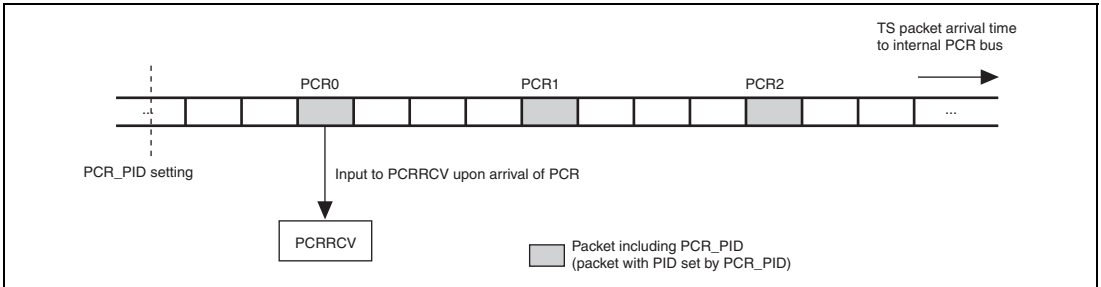 TS packet arrival time
to internal PCR bus
PCR0
PCR1
PCR2
...
...
PCR_PID setting
Input to PCRRCV upon arrival of PCR
PCRRCV
Packet including PCR_PID
(packet with PID set by PCR_PID)